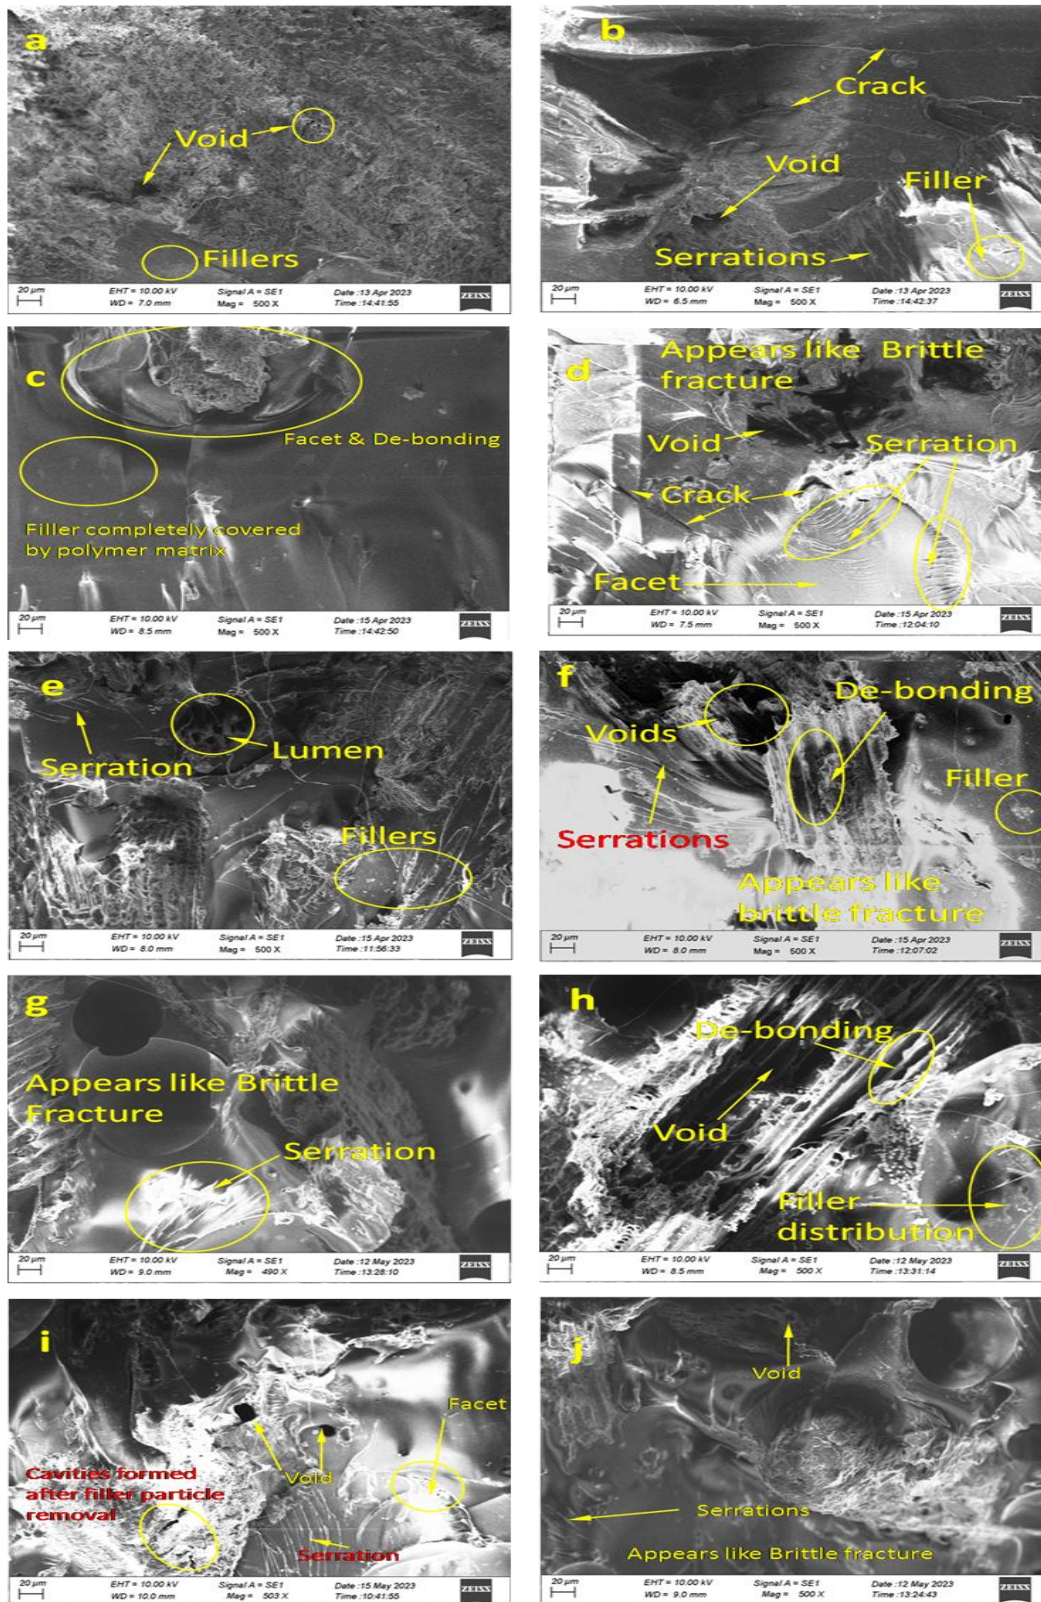 a
Void
Fillers
20 µm
EHT = 10.00 kV
Signal A = SE1
Date :13 Apr 2023
WD = 7.0 mm
Mag = 500 X
Time :14:41:55
ZEISS
b
Crack
Void
Filler
Serrations
20 µm
EHT = 10.00 kV
Signal A = SE1
Date :13 Apr 2023
WD = 6.5 mm
Mag = 500 X
Time :14:42:37
ZEISS
c
Facet & De-bonding
Filler completely covered
by polymer matrix
20 µm
EHT = 10.00 kV
Signal A = SE1
Date :15 Apr 2023
WD = 8.5 mm
Mag = 500 X
Time :14:42:50
ZEISS
d
Appears like Brittle
fracture
Void
Serration
Crack
Facet
20 µm
EHT = 10.00 kV
Signal A = SE1
Date :15 Apr 2023
WD = 7.5 mm
Mag = 500 X
Time :12:04:10
ZEISS
e
Lumen
Serration
Fillers
20 µm
EHT = 10.00 kV
Signal A = SE1
Date :15 Apr 2023
WD = 8.0 mm
Mag = 500 X
Time :11:56:33
ZEISS
f
De-bonding
Voids
Filler
Serrations
Appears like
brittle fracture
20 µm
EHT = 10.00 kV
Signal A = SE1
Date :15 Apr 2023
WD = 8.0 mm
Mag = 500 X
Time :12:07:02
ZEISS
g
Appears like Brittle
Fracture
Serration
20 µm
EHT = 10.00 kV
Signal A = SE1
Date :12 May 2023
WD = 9.0 mm
Mag = 490 X
Time :13:28:10
ZEISS
h
De-bonding
Void
Filler
distribution
20 µm
EHT = 10.00 kV
Signal A = SE1
Date :12 May 2023
WD = 8.5 mm
Mag = 500 X
Time :13:31:14
ZEISS
i
Facet
Void
Cavities formed
after filler particle
removal
Serration
20 µm
EHT = 10.00 kV
Signal A = SE1
Date :15 May 2023
WD = 10.0 mm
Mag = 503 X
Time :10:41:55
ZEISS
j
Void
Serrations
Appears like Brittle fracture
20 µm
EHT = 10.00 kV
Signal A = SE1
Date :12 May 2023
WD = 9.0 mm
Mag = 500 X
Time :13:24:43
ZEISS